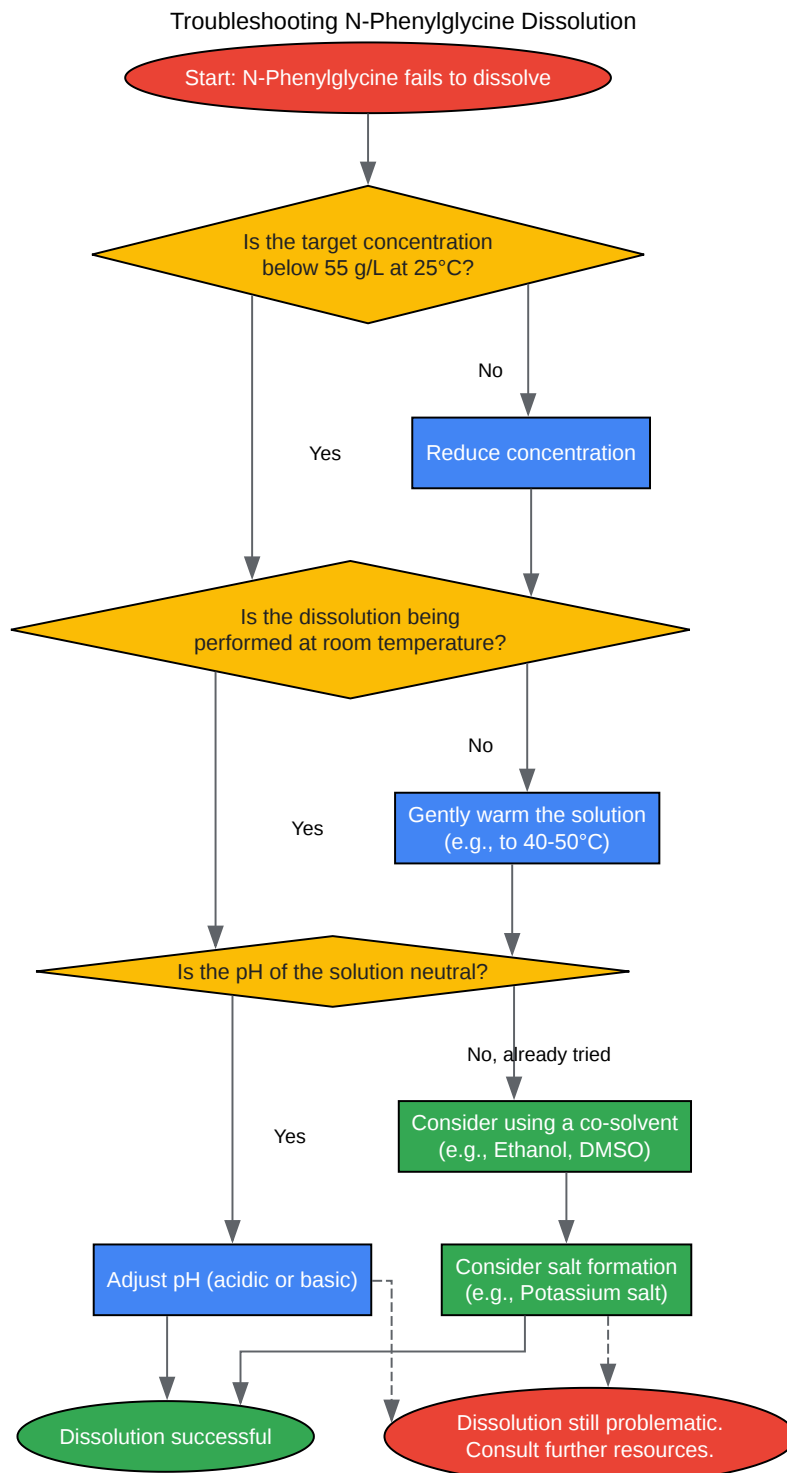 Troubleshooting N-Phenylglycine Dissolution
Start: N-Phenylglycine fails to dissolve
Is the target concentration
below 55 g/L at 25°C?
No
Yes
Reduce concentration
Is the dissolution being
performed at room temperature?
No
Yes
Gently warm the solution
(e.g., to 40-50°C)
Is the pH of the solution neutral?
No, already tried
Yes
Consider using a co-solvent
(e.g., Ethanol, DMSO)
Adjust pH (acidic or basic)
Consider salt formation
(e.g., Potassium salt)
Dissolution successful
Dissolution still problematic.
Consult further resources.